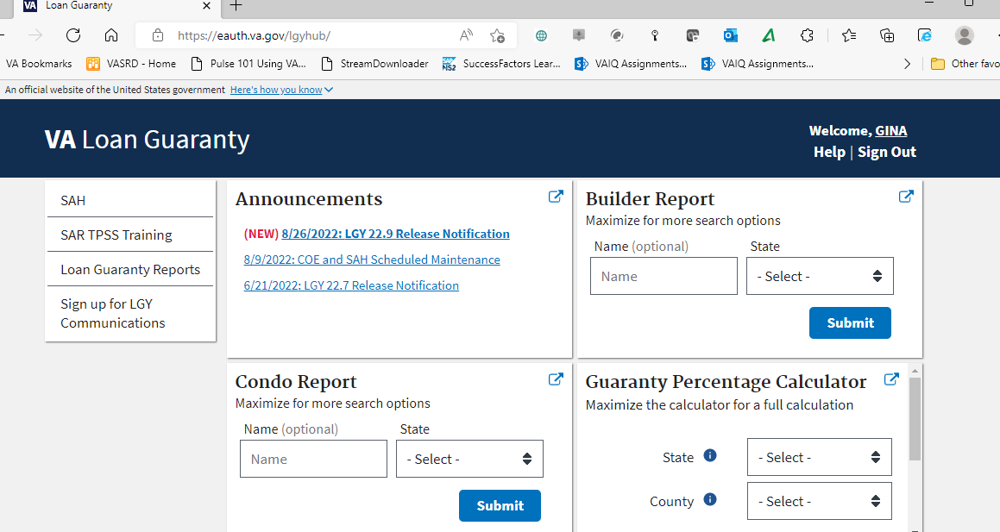 VA Loan Guaranty
https://eauth.va.gov/lgyhub/
VA Bookmarks VASRD - Home Pulse 101 Using VA... StreamDownloader SuccessFactors Lear... VAIQ Assignments... VAIQ Assignments... Other favo
An official website of the United States government Here's how you know
VA Loan Guaranty
Welcome, GINA
Help | Sign Out
SAH
SAR TPSS Training
Loan Guaranty Reports
Sign up for LGY
Communications
Announcements
(NEW) 8/26/2022: LGY 22.9 Release Notification
8/9/2022: COE and SAH Scheduled Maintenance
6/21/2022: LGY 22.7 Release Notification
Builder Report
Maximize for more search options
Name (optional) State
Name - Select -
Submit
Condo Report
Maximize for more search options
Name (optional) State
Name - Select -
Submit
Guaranty Percentage Calculator
Maximize the calculator for a full calculation
State - Select -
County - Select -